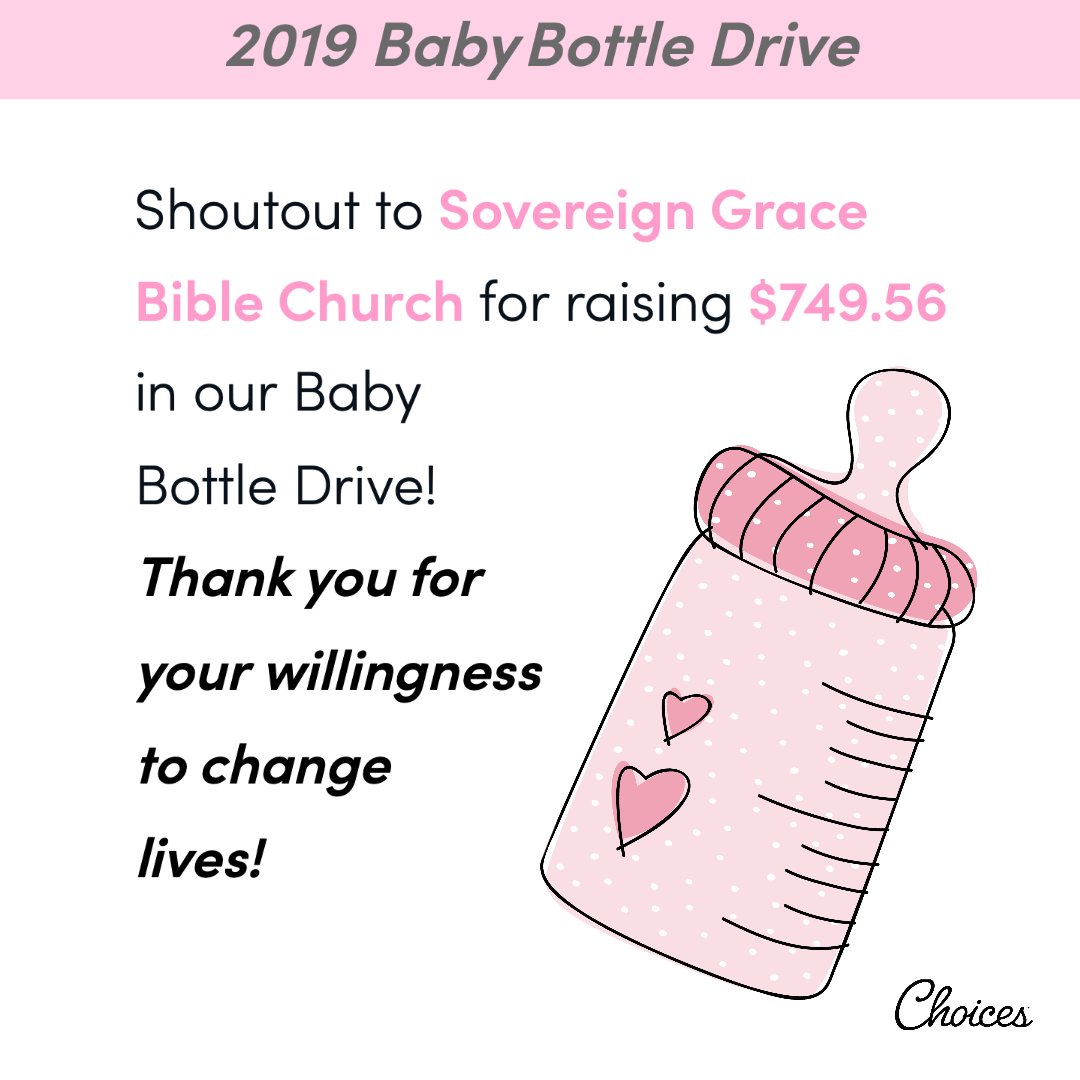 2019 Baby Bottle Drive
Shoutout to Sovereign Grace
Bible Church for raising $749.56
in our Baby
Bottle Drive!
Thank you for
your willingness
to change
lives!
Choices